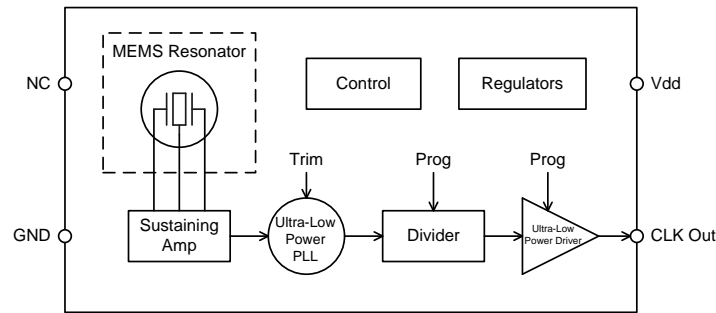 MEMS Resonator
NC
Control
Regulators
Vdd
Trim
Prog
Prog
GND
Sustaining
Amp
Ultra-Low
Power
PLL
Divider
Ultra-Low
Power Driver
CLK Out